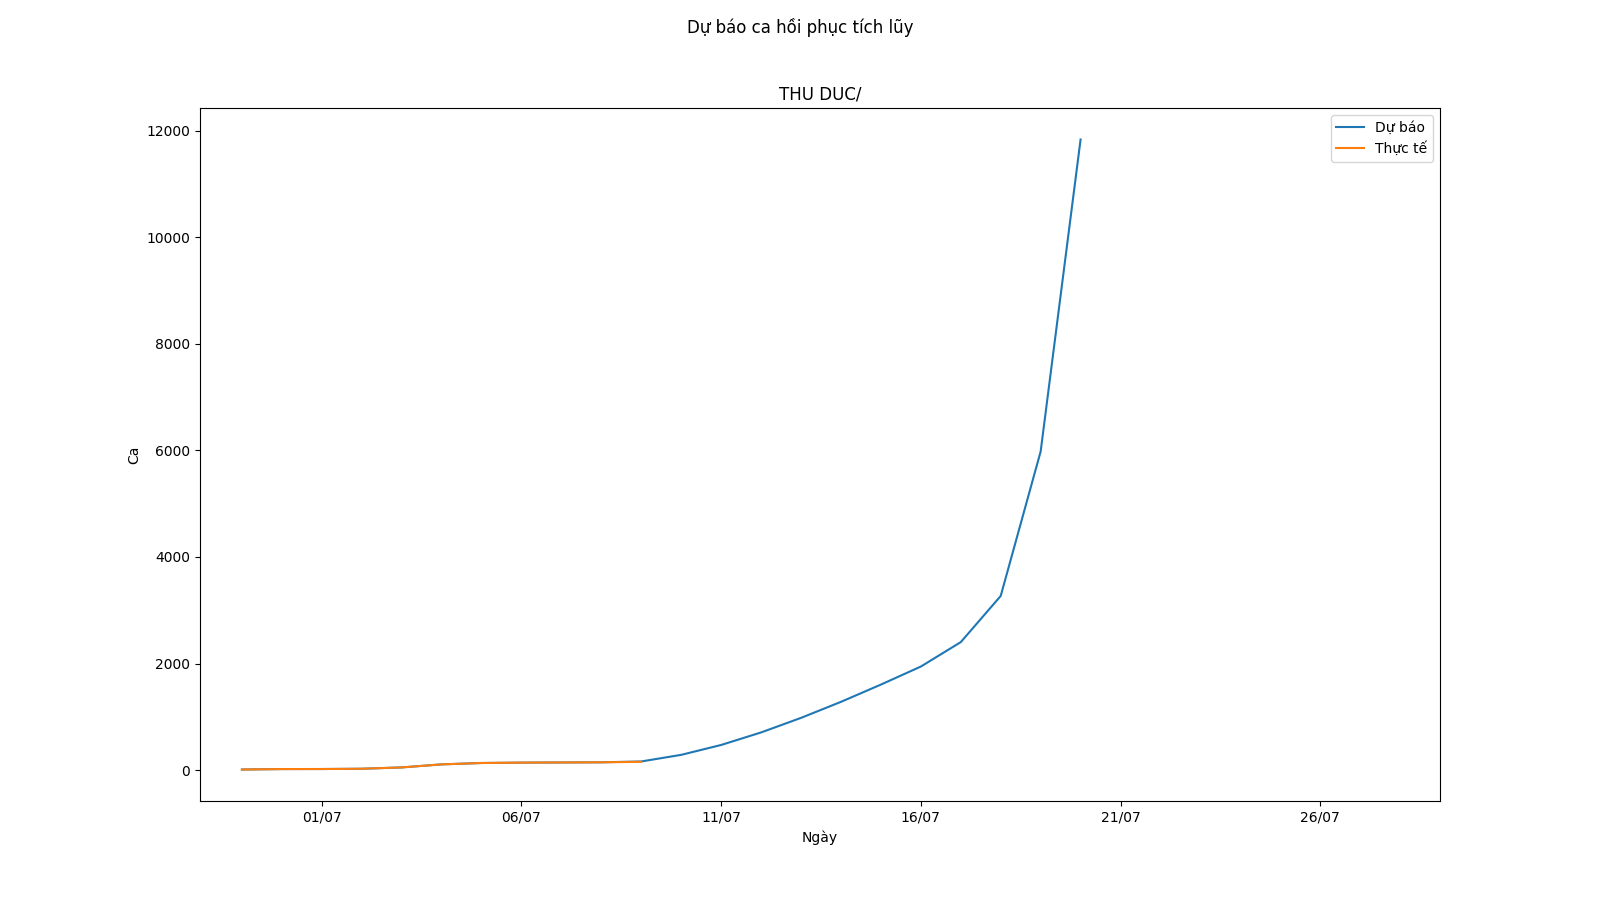 Dự báo ca hồi phục tích lũy
THU DUC/
Dự báo
Thực tế
12000
10000
8000
6000
4000
2000
0
Ca
01/07
06/07
11/07
16/07
21/07
26/07
Ngày